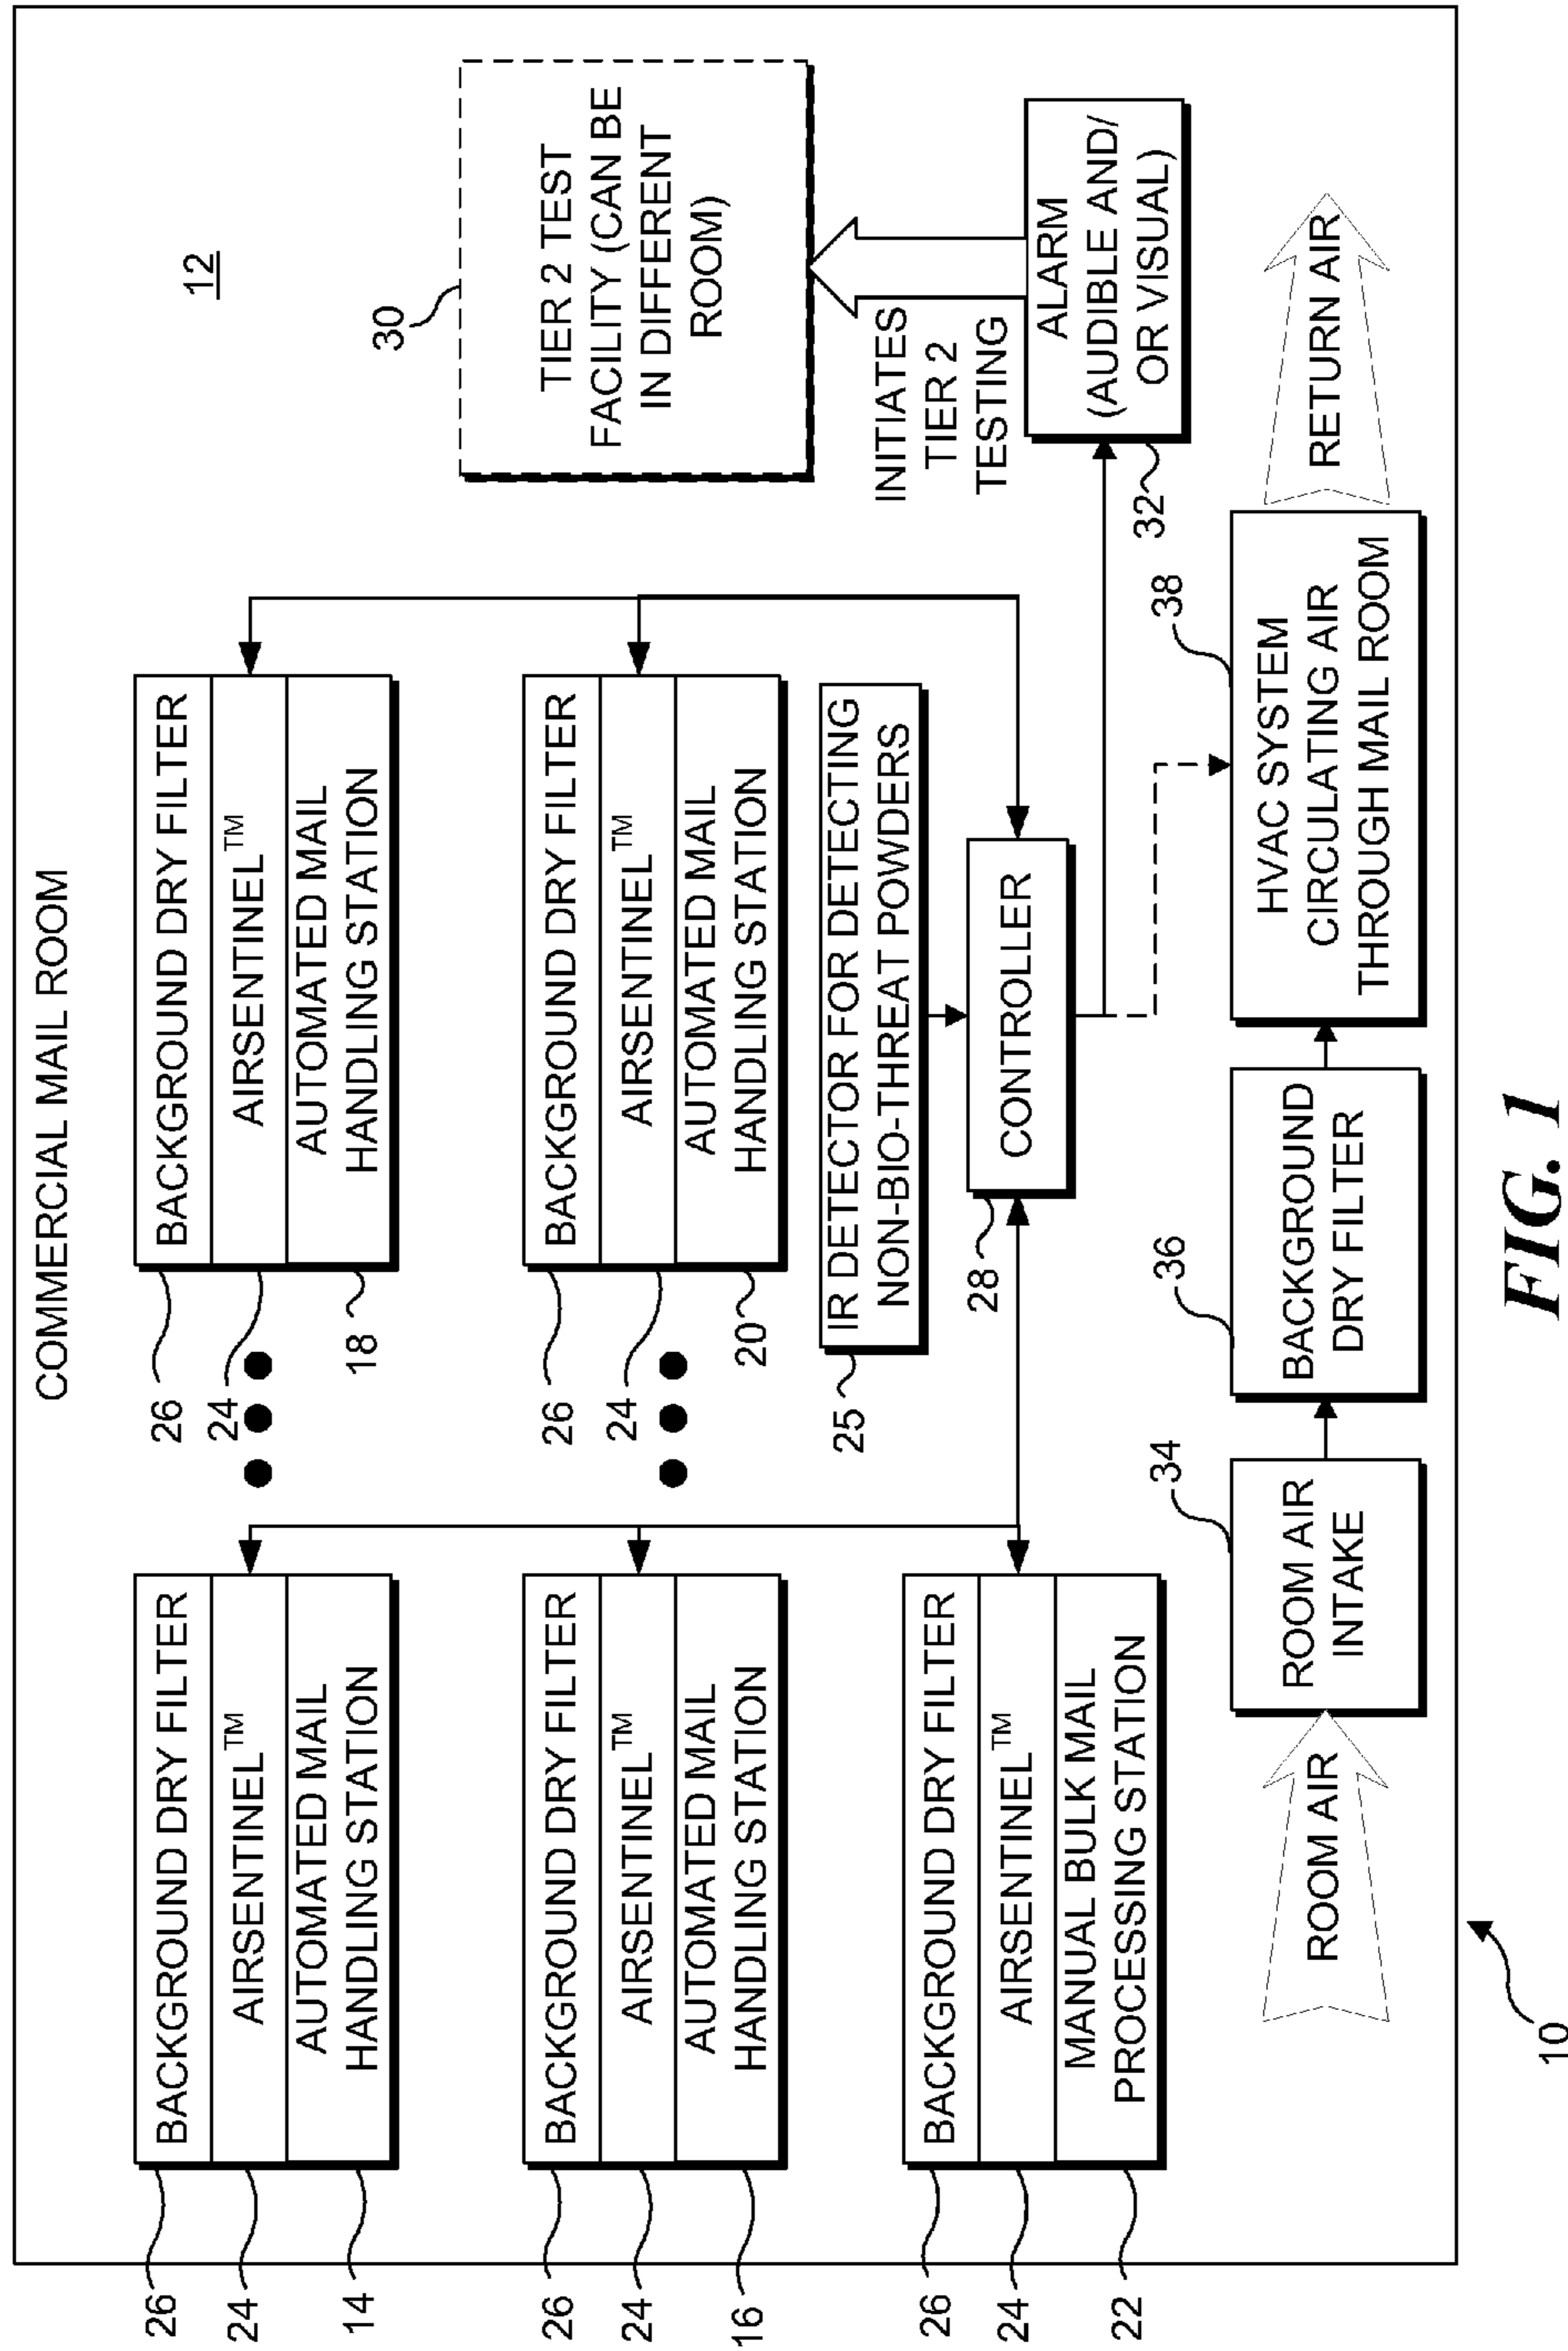 COMMERCIAL MAIL ROOM
12
BACKGROUND DRY FILTER
AIRSENTINEL™
AUTOMATED MAIL
HANDLING STATION
26
24
14
BACKGROUND DRY FILTER
AIRSENTINEL™
AUTOMATED MAIL
HANDLING STATION
26
24
18
BACKGROUND DRY FILTER
AIRSENTINEL™
AUTOMATED MAIL
HANDLING STATION
26
24
16
BACKGROUND DRY FILTER
AIRSENTINEL™
AUTOMATED MAIL
HANDLING STATION
26
24
20
30
TIER 2 TEST
FACILITY (CAN BE
IN DIFFERENT
ROOM)
IR DETECTOR FOR DETECTING
NON-BIO-THREAT POWDERS
25
INITIATES
TIER 2
TESTING
BACKGROUND DRY FILTER
AIRSENTINEL™
MANUAL BULK MAIL
PROCESSING STATION
26
24
22
CONTROLLER
28
ALARM
(AUDIBLE AND/
OR VISUAL)
32
ROOM AIR
34
ROOM AIR
INTAKE
36
BACKGROUND
DRY FILTER
38
HVAC SYSTEM
CIRCULATING AIR
THROUGH MAIL ROOM
RETURN AIR
10
FIG. 1